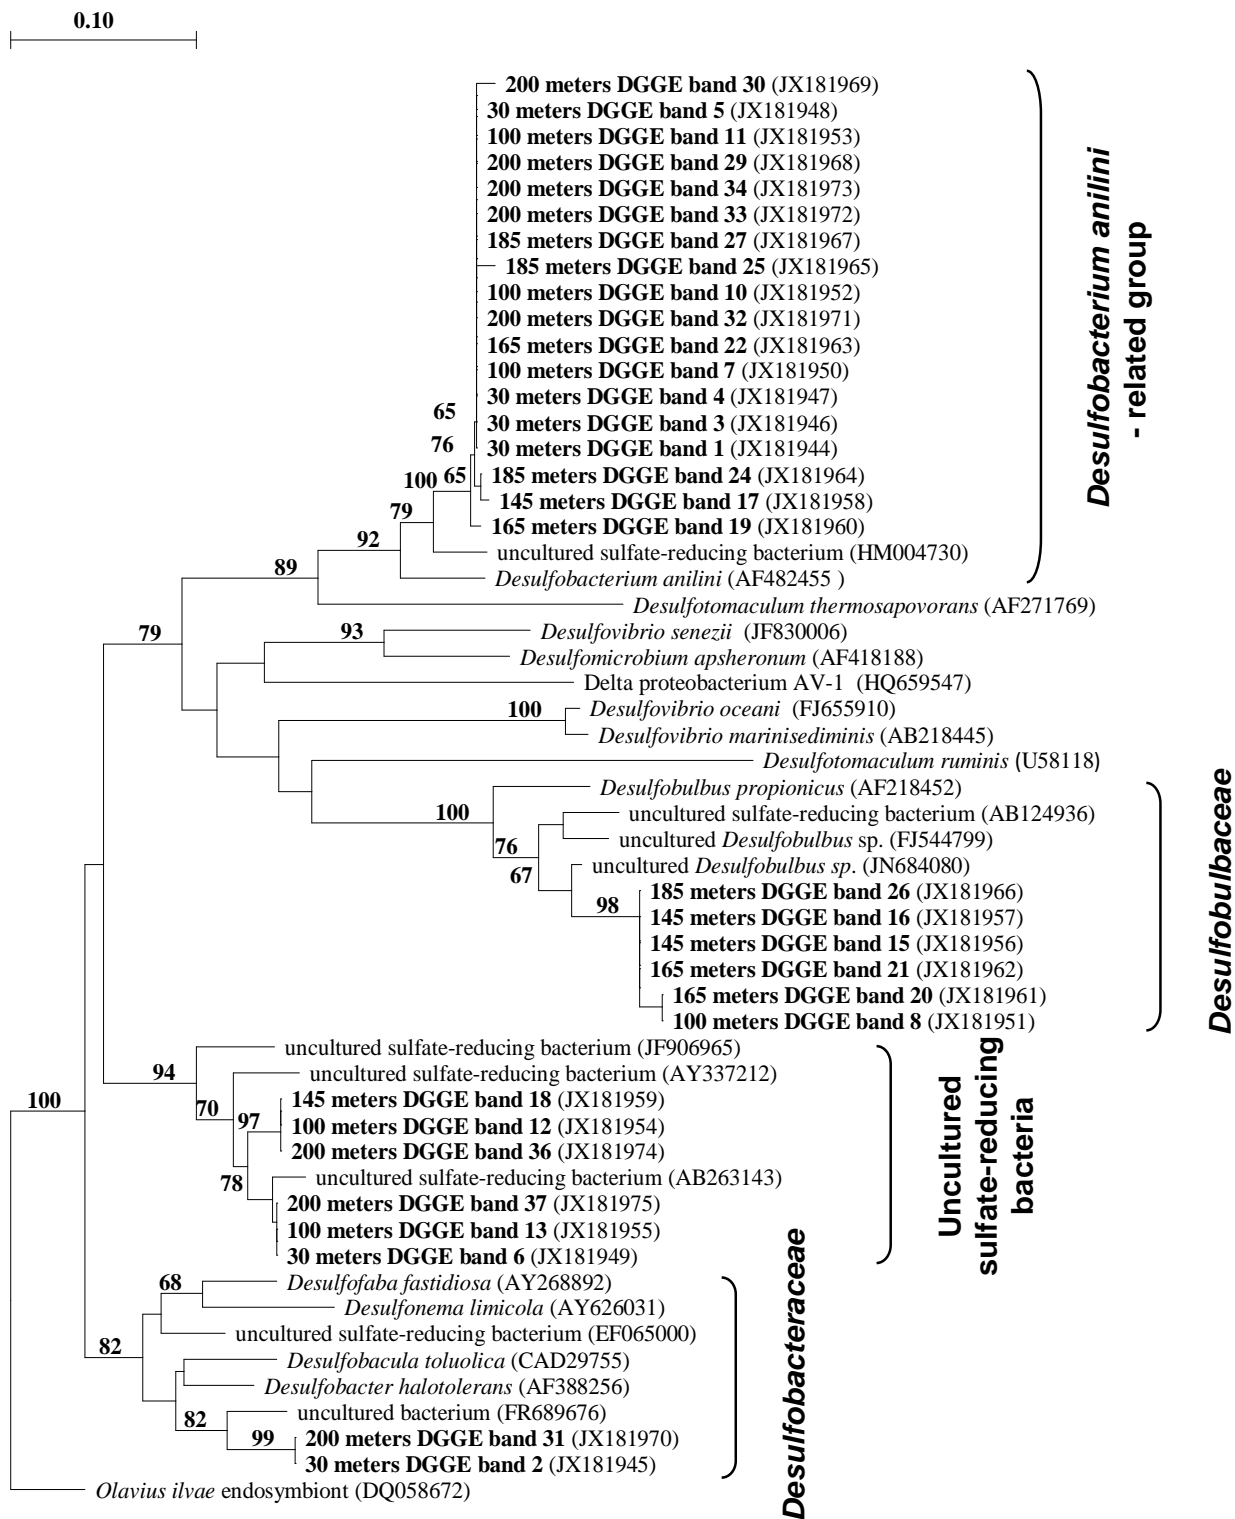 0.10
200 meters DGGE band 30 (JX181969)
30 meters DGGE band 5 (JX181948)
100 meters DGGE band 11 (JX181953)
200 meters DGGE band 29 (JX181968)
200 meters DGGE band 34 (JX181973)
200 meters DGGE band 33 (JX181972)
185 meters DGGE band 27 (JX181967)
185 meters DGGE band 25 (JX181965)
100 meters DGGE band 10 (JX181952)
200 meters DGGE band 32 (JX181971)
165 meters DGGE band 22 (JX181963)
100 meters DGGE band 7 (JX181950)
30 meters DGGE band 4 (JX181947)
65
30 meters DGGE band 3 (JX181946)
76
30 meters DGGE band 1 (JX181944)
100
65
185 meters DGGE band 24 (JX181964)
145 meters DGGE band 17 (JX181958)
79
165 meters DGGE band 19 (JX181960)
92
uncultured sulfate-reducing bacterium (HM004730)
89
Desulfobacterium anilini (AF482455 )
Desulfobacterium anilini
- related group
Desulfotomaculum thermosapovorans (AF271769)
79
93
Desulfovibrio senezii (JF830006)
Desulfomicrobium apsheronum (AF418188)
Delta proteobacterium AV-1 (HQ659547)
100
Desulfovibrio oceani (FJ655910)
Desulfovibrio marinisediminis (AB218445)
Desulfotomaculum ruminis (U58118)
Desulfobulbus propionicus (AF218452)
100
uncultured sulfate-reducing bacterium (AB124936)
uncultured Desulfobulbus sp. (FJ544799)
76
uncultured Desulfobulbus sp. (JN684080)
67
185 meters DGGE band 26 (JX181966)
98
145 meters DGGE band 16 (JX181957)
145 meters DGGE band 15 (JX181956)
165 meters DGGE band 21 (JX181962)
165 meters DGGE band 20 (JX181961)
100 meters DGGE band 8 (JX181951)
Desulfobulbaceae
uncultured sulfate-reducing bacterium (JF906965)
94
uncultured sulfate-reducing bacterium (AY337212)
100
145 meters DGGE band 18 (JX181959)
70
97
100 meters DGGE band 12 (JX181954)
200 meters DGGE band 36 (JX181974)
uncultured sulfate-reducing bacterium (AB263143)
78
200 meters DGGE band 37 (JX181975)
100 meters DGGE band 13 (JX181955)
30 meters DGGE band 6 (JX181949)
Uncultured
sulfate-reducing
bacteria
68
Desulfofaba fastidiosa (AY268892)
Desulfonema limicola (AY626031)
uncultured sulfate-reducing bacterium (EF065000)
82
Desulfobacula toluolica (CAD29755)
Desulfobacter halotolerans (AF388256)
uncultured bacterium (FR689676)
82
99
200 meters DGGE band 31 (JX181970)
30 meters DGGE band 2 (JX181945)
Desulfobacteraceae
Olavius ilvae endosymbiont (DQ058672)